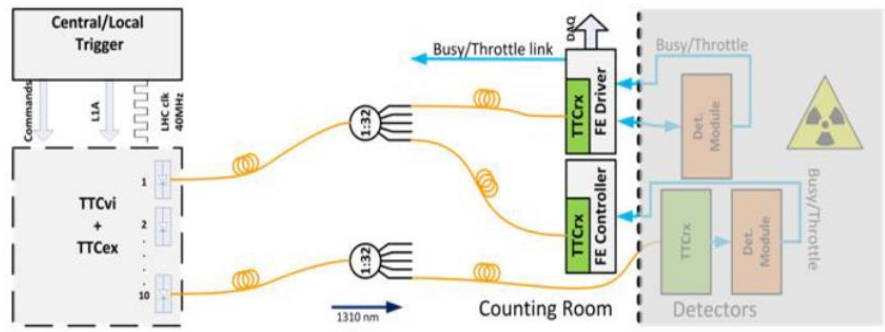 Central/Local
Trigger
Commands
L1A
LHC clk
40MHz
TTCvi
+
TTCex
1
2
.
.
.
.
10
1:32
1:32
1310 nm
Busy/Throttle link
DAQ
TTCrx
FE Driver
TTCrx
FE Controller
Counting Room
Busy/Throttle
Det.
Module
Busy/Throttle
TTCrx
Det.
Module
Detectors